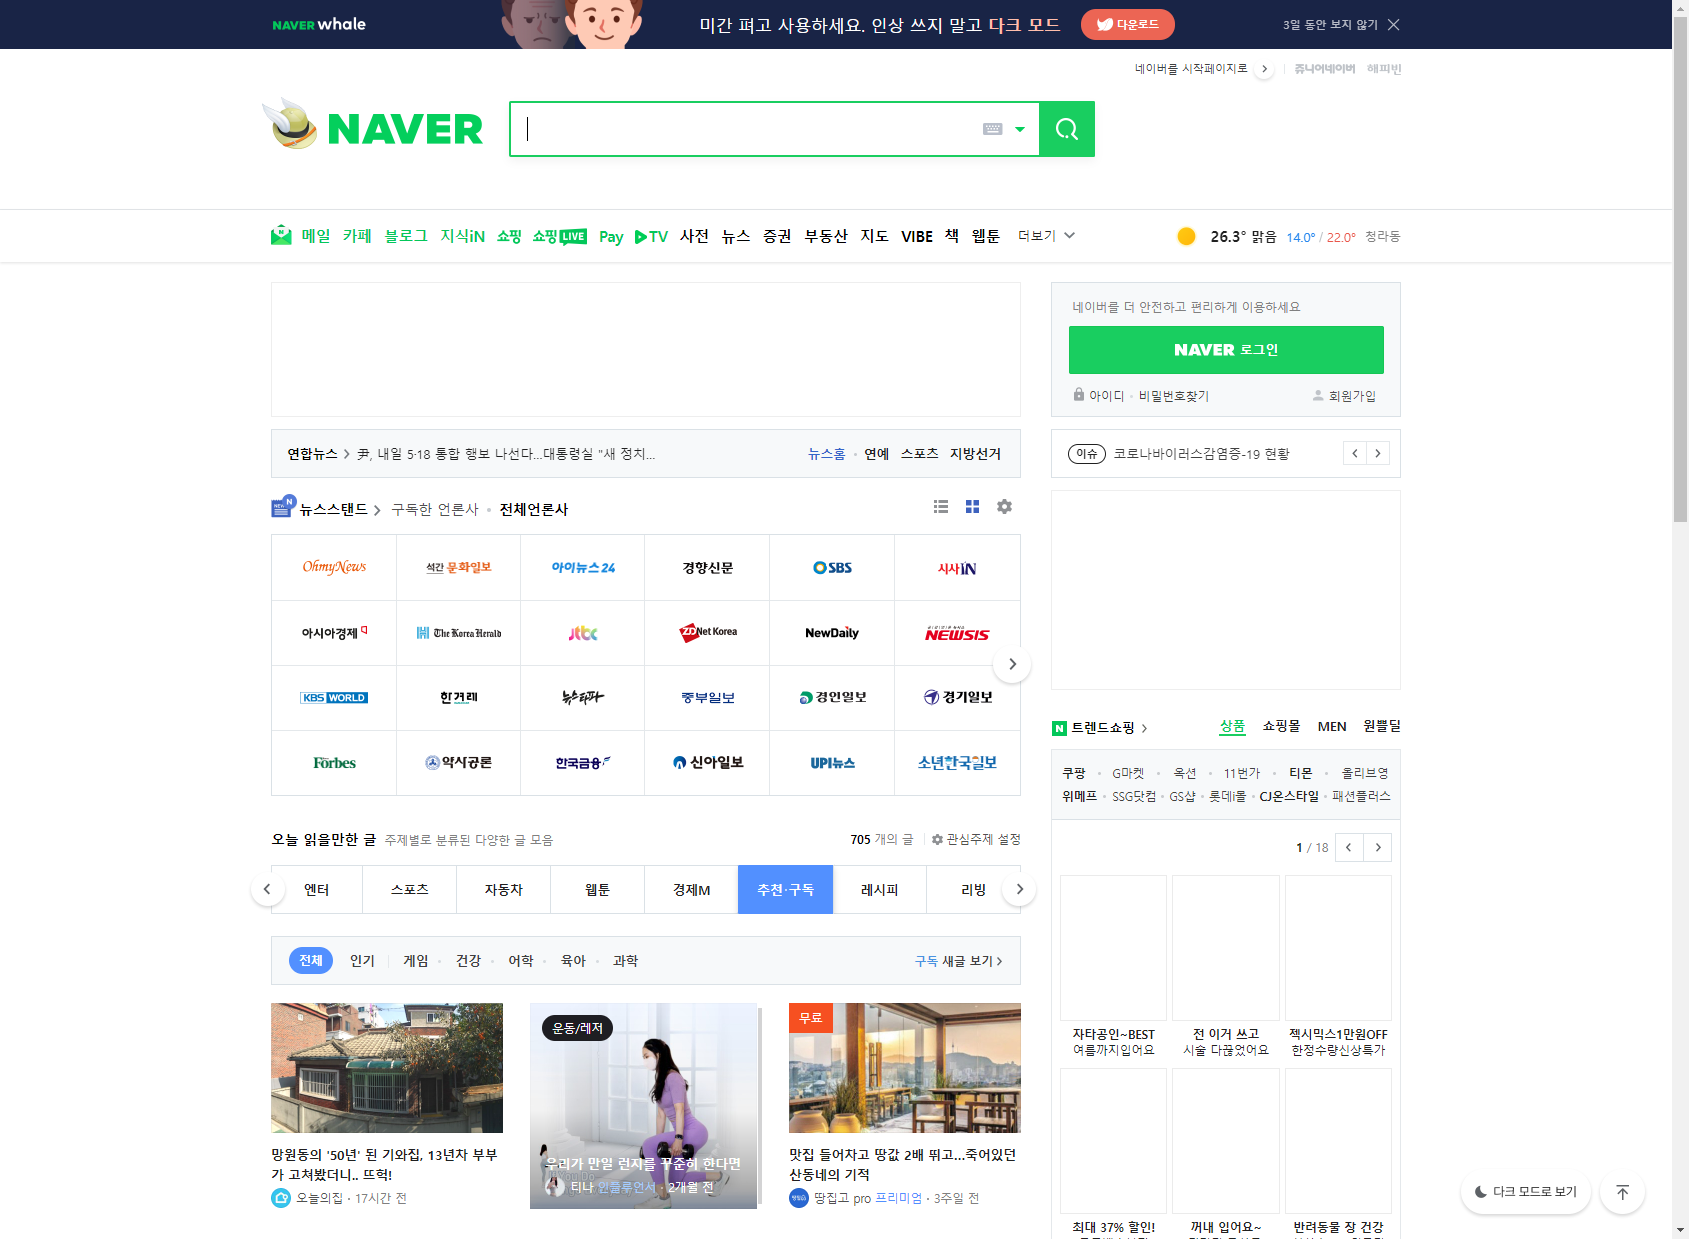 NAVER whale
미간 펴고 사용하세요. 인상 쓰지 말고 다크 모드
다운로드
3일 동안 보지 않기
네이버를 시작페이지로
쥬니어네이버 해피빈
NAVER
메일 카페 블로그 지식iN 쇼핑 쇼핑LIVE Pay TV 사전 뉴스 증권 부동산 지도 VIBE 책 웹툰 더보기
26.3° 맑음 14.0° / 22.0° 청라동
네이버를 더 안전하고 편리하게 이용하세요
NAVER 로그인
아이디 · 비밀번호찾기 회원가입
연합뉴스 > 尹, 내일 5·18 통합 행보 나선다...대통령실 "새 정치...
뉴스홈 · 연예 스포츠 지방선거
이슈 코로나바이러스감염증-19 현황
뉴스스탠드 > 구독한 언론사 · 전체언론사
OhmyNews 석간 문화일보 아이뉴스24 경향신문 SBS 시사IN
아시아경제 The Korea Herald jtbc ZDNet Korea NewDaily NEWSIS
KBS WORLD 한겨레 뉴스타파 중부일보 경인일보 경기일보
Forbes 약사공론 한국금융 신아일보 UPI뉴스 소년한국일보
N 트렌드쇼핑 >
상품 쇼핑몰 MEN 원쁠딜
쿠팡 · G마켓 · 옥션 · 11번가 · 티몬 · 올리브영
위메프 · SSG닷컴 · GS샵 · 롯데i몰 · CJ온스타일 · 패션플러스
1 / 18
오늘 읽을만한 글 주제별로 분류된 다양한 글 모음
705 개의 글 관심주제 설정
엔터 스포츠 자동차 웹툰 경제M 추천·구독 레시피 리빙
전체 인기 게임 · 건강 · 어학 · 육아 · 과학
구독 새글 보기 >
망원동의 '50년' 된 기와집, 13년차 부부
가 고쳐봤더니.. 뜨헉!
오늘의집 · 17시간 전
운동/레저
우리가 만일 런지를 꾸준히 한다면
티나 인플루언서 · 2개월 전
무료
맛집 들어차고 땅값 2배 뛰고...죽어있던
산동네의 기적
땅집고 pro 프리미엄 · 3주일 전
자타공인~BEST
여름까지입어요
전 이거 쓰고
시술 다끊었어요
젝시믹스1만원OFF
한정수량신상특가
최대 37% 할인!
꺼내 입어요~
반려동물 장 건강
다크 모드로 보기